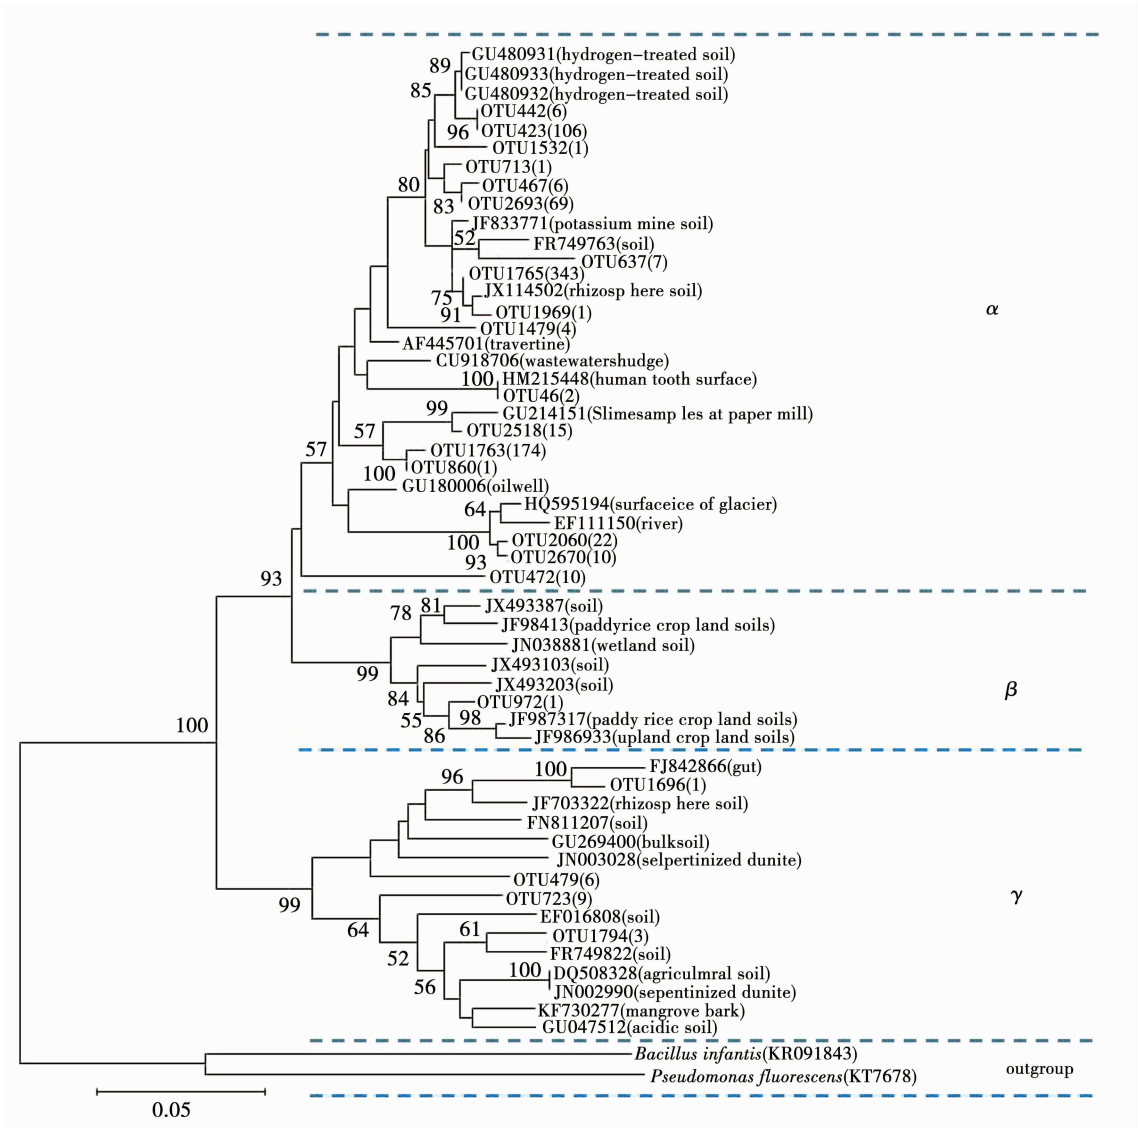 GU480931(hydrogen−treated soil)
89
GU480933(hydrogen−treated soil)
85
GU480932(hydrogen−treated soil)
OTU442(6)
96
OTU423(106)
OTU1532(1)
OTU713(1)
80
OTU467(6)
83
OTU2693(69)
JF833771(potassium mine soil)
52
FR749763(soil)
OTU637(7)
OTU1765(343)
75
JX114502(rhizosp here soil)
91
OTU1969(1)
α
OTU1479(4)
AF445701(travertine)
CU918706(wastewatershudge)
100
HM215448(human tooth surface)
OTU46(2)
99
GU214151(Slimesamp les at paper mill)
57
OTU2518(15)
57
OTU1763(174)
100
OTU860(1)
GU180006(oilwell)
64
HQ595194(surfaceice of glacier)
EF111150(river)
100
OTU2060(22)
93
OTU2670(10)
93
OTU472(10)
78
81
JX493387(soil)
JF98413(paddyrice crop land soils)
JN038881(wetland soil)
99
JX493103(soil)
84
JX493203(soil)
β
55
OTU972(1)
98
JF987317(paddy rice crop land soils)
86
JF986933(upland crop land soils)
100
FJ842866(gut)
96
100
OTU1696(1)
JF703322(rhizosp here soil)
FN811207(soil)
GU269400(bulksoil)
JN003028(selpertinized dunite)
OTU479(6)
99
OTU723(9)
γ
64
EF016808(soil)
61
OTU1794(3)
52
FR749822(soil)
100
DQ508328(agriculmral soil)
56
JN002990(sepentinized dunite)
KF730277(mangrove bark)
GU047512(acidic soil)
Bacillus infantis(KR091843)
outgroup
Pseudomonas fluorescens(KT7678)
0.05